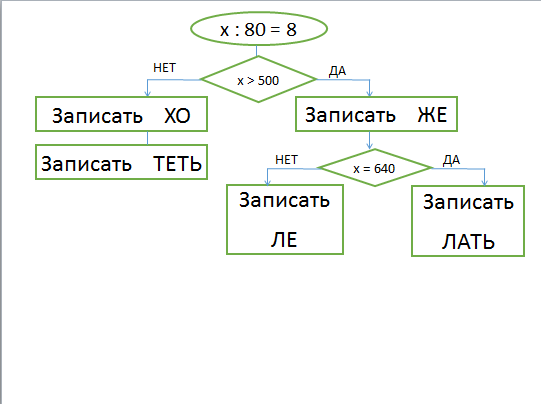 x : 80 = 8
НЕТ
x > 500
ДА
Записать ХО
Записать ЖЕ
Записать ТЕТЬ
НЕТ
x = 640
ДА
Записать
ЛЕ
Записать
ЛАТЬ